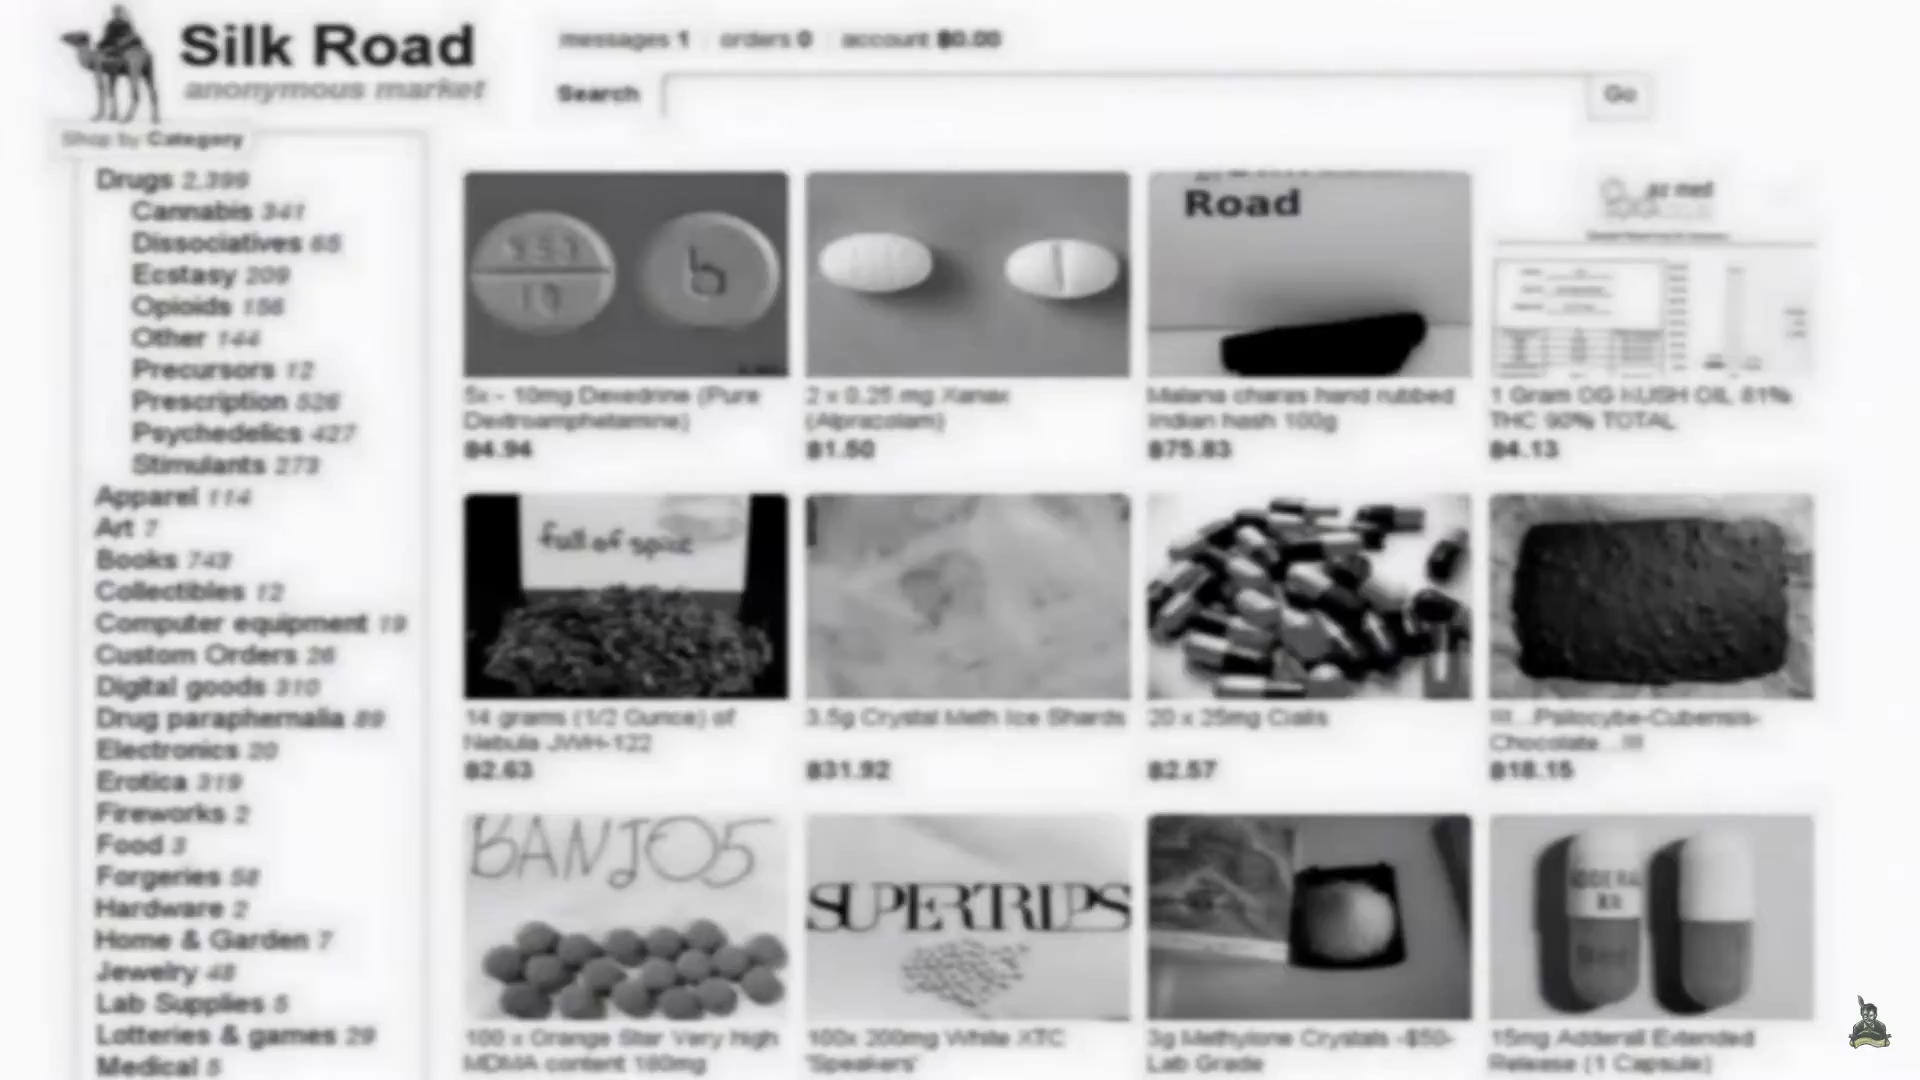 Silk Road
anonymous market
messages 1 orders 0 account ฿0.00
Search
Go
Shop by Category
Drugs 2,399
Cannabis 341
Dissociatives 65
Ecstasy 209
Opioids 156
Other 144
Precursors 12
Prescription 526
Psychedelics 427
Stimulants 273
Apparel 114
Art 7
Books 743
Collectibles 12
Computer equipment 19
Custom Orders 26
Digital goods 310
Drug paraphernalia 89
Electronics 20
Erotica 319
Fireworks 2
Food 3
Forgeries 58
Hardware 2
Home & Garden 7
Jewelry 48
Lab Supplies 5
Lotteries & games 29
Medical 5
10
b
5x - 10mg Dexedrine (Pure
Dextroamphetamine)
฿4.94
2 x 0.25 mg Xanax
(Alprazolam)
฿1.50
Road
Malana charas hand rubbed
Indian hash 100g
฿75.83
oz med
1 Gram OG KUSH OIL 81%
THC 90% TOTAL
฿4.13
full of spice
14 grams (1/2 Ounce) of
Nebula JWH-122
฿2.63
3.5g Crystal Meth Ice Shards
฿31.92
20 x 25mg Cialis
฿2.57
!!!...Psilocybe-Cubensis-
Chocolate...!!!
฿18.15
BANJO5
100 x Orange Star Very high
MDMA content 180mg
SUPERTRIPS
100x 200mg White XTC
'Speakers'
3g Methylone Crystals -$50-
Lab Grade
XR
15mg Adderall Extended
Release (1 Capsule)